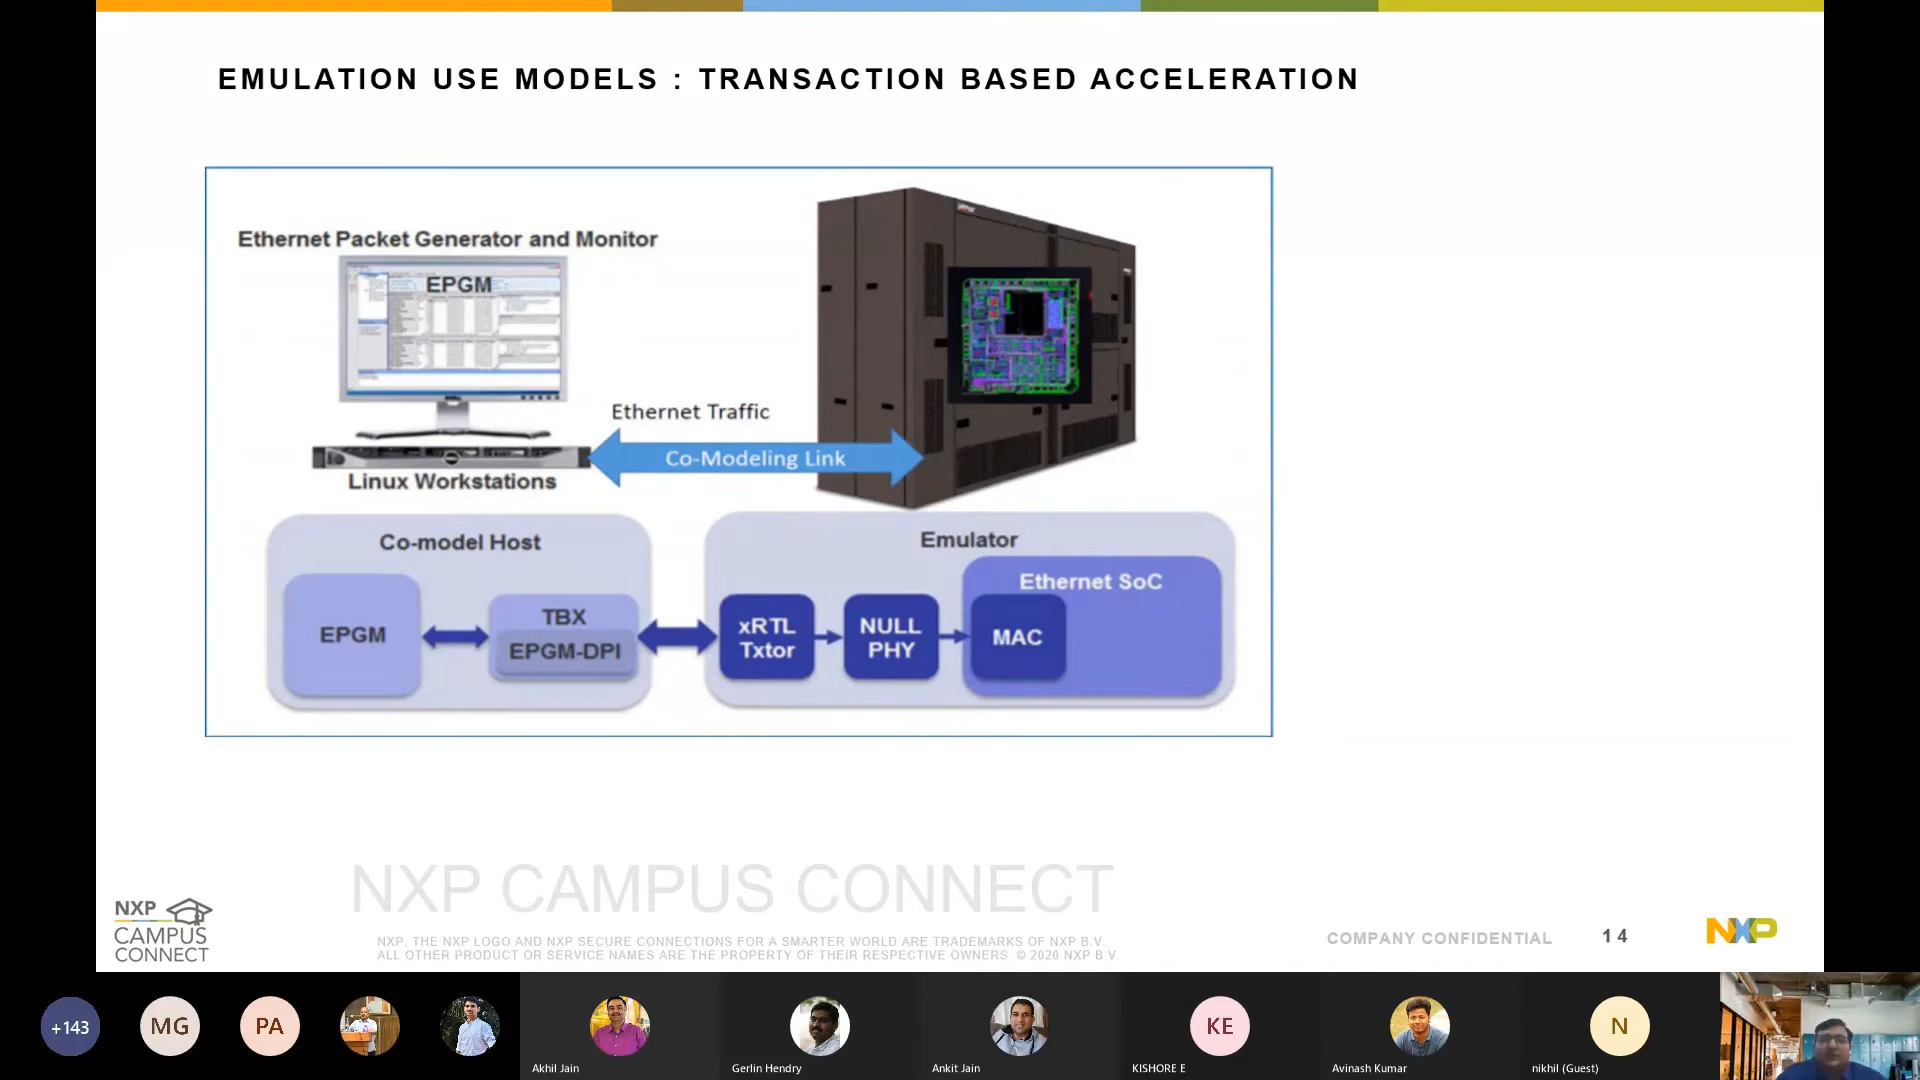 EMULATION USE MODELS : TRANSACTION BASED ACCELERATION
Ethernet Packet Generator and Monitor
EPGM
Ethernet Traffic
Co-Modeling Link
Linux Workstations
Co-model Host
Emulator
EPGM
TBX
EPGM-DPI
xRTL
Txtor
NULL
PHY
Ethernet SoC
MAC
NXP CAMPUS CONNECT
NXP
CAMPUS
CONNECT
NXP, THE NXP LOGO AND NXP SECURE CONNECTIONS FOR A SMARTER WORLD ARE TRADEMARKS OF NXP B.V.
ALL OTHER PRODUCT OR SERVICE NAMES ARE THE PROPERTY OF THEIR RESPECTIVE OWNERS © 2020 NXP B V
COMPANY CONFIDENTIAL
14
NXP
+143
MG
PA
Akhil Jain
Gerlin Hendry
Ankit Jain
KE
KISHORE E
Avinash Kumar
N
nikhil (Guest)